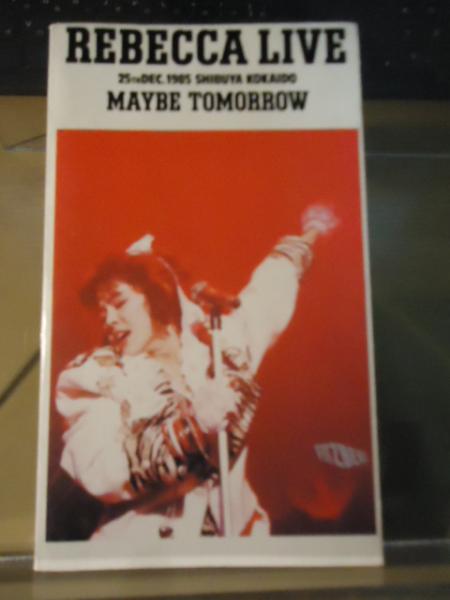 REBECCA LIVE
25TH DEC. 1985 SHIBUYA KOKAIDO
MAYBE TOMORROW